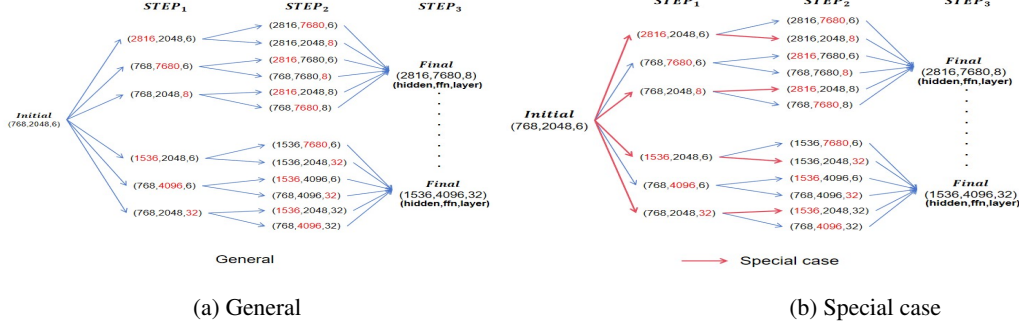 STEP₁ STEP₂ STEP₃
(2816,7680,6)
(2816,2048,6)
(2816,2048,8)
(2816,7680,6)
Final
(768,7680,6)
(2816,7680,8)
(768,7680,8)
(hidden,ffn,layer)
(768,2048,8)
(2816,2048,8)
(768,7680,8)
Initial
(768,2048,6)
(1536,7680,6)
(1536,2048,6)
(1536,2048,32)
(1536,4096,6)
Final
(768,4096,6)
(1536,4096,32)
(768,4096,32)
(hidden,ffn,layer)
(768,2048,32)
(1536,2048,32)
(768,4096,32)
General
(a) General
STEP₁ STEP₂ STEP₃
(2816,7680,6)
(2816,2048,6)
(2816,2048,8)
(2816,7680,6)
Final
(768,7680,6)
(2816,7680,8)
(768,7680,8)
(hidden,ffn,layer)
(768,2048,8)
(2816,2048,8)
(768,7680,8)
Initial
(768,2048,6)
(1536,7680,6)
(1536,2048,6)
(1536,2048,32)
(1536,4096,6)
Final
(768,4096,6)
(1536,4096,32)
(768,4096,32)
(hidden,ffn,layer)
(768,2048,32)
(1536,2048,32)
(768,4096,32)
Special case
(b) Special case